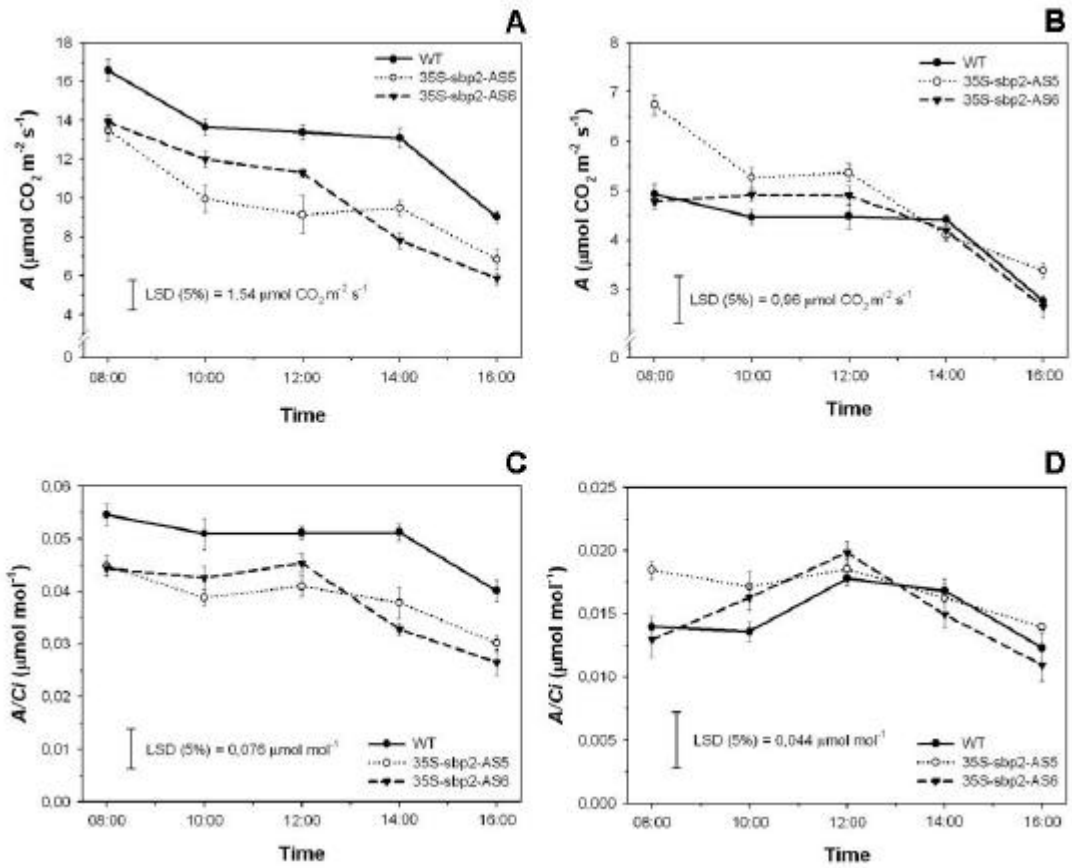 A
A (µmol CO2 m-2 s-1)
18
16
14
12
10
8
6
4
0
WT
35S-sbp2-AS5
35S-sbp2-AS6
LSD (5%) = 1.54 µmol CO2 m-2 s-1
08:00 10:00 12:00 14:00 16:00
Time
B
A (µmol CO2 m-2 s-1)
8
7
6
5
4
3
0
WT
35S-sbp2-AS5
35S-sbp2-AS6
LSD (5%) = 0,96 µmol CO2 m-2 s-1
08:00 10:00 12:00 14:00 16:00
Time
C
A/Ci (µmol mol-1)
0,06
0,05
0,04
0,03
0,02
0,01
0,00
LSD (5%) = 0,076 µmol mol-1
WT
35S-sbp2-AS5
35S-sbp2-AS6
08:00 10:00 12:00 14:00 16:00
Time
D
A/Ci (µmol mol-1)
0,025
0,020
0,015
0,010
0,005
0,000
LSD (5%) = 0,044 µmol mol-1
WT
35S-sbp2-AS5
35S-sbp2-AS6
08:00 10:00 12:00 14:00 16:00
Time